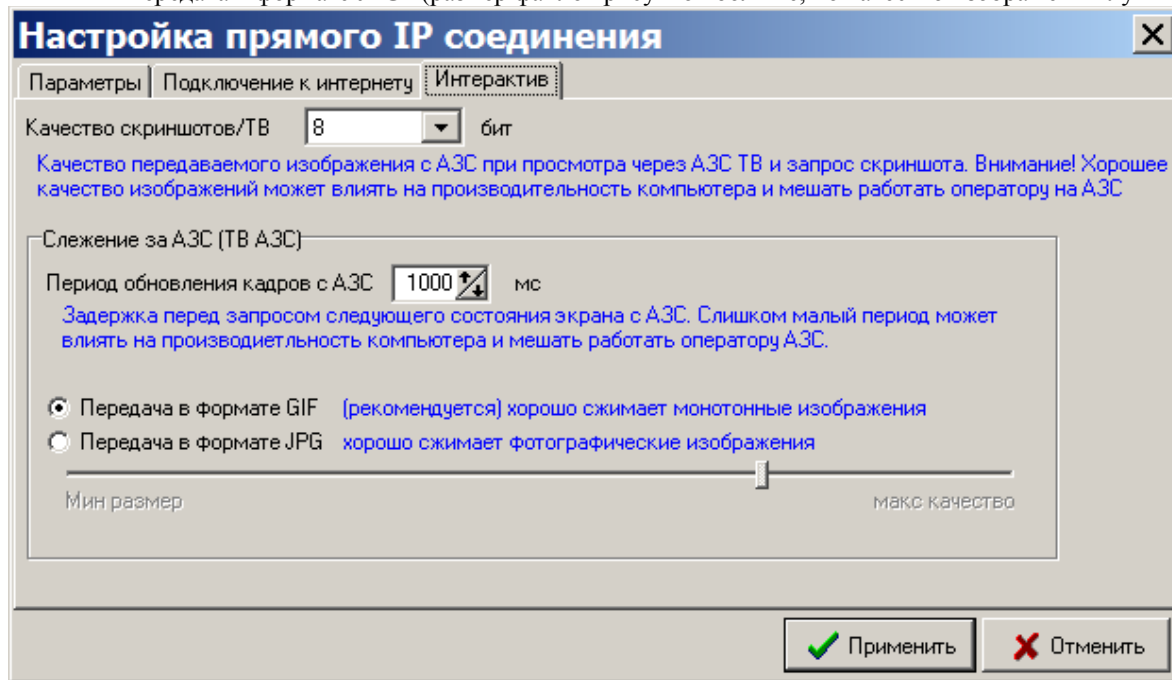 Настройка прямого IP соединения
Параметры Подключение к интернету Интерактив
Качество скриншотов/ТВ 8 бит
Качество передаваемого изображения с АЗС при просмотра через АЗС ТВ и запрос скриншота. Внимание! Хорошее
качество изображений может влиять на производительность компьютера и мешать работать оператору на АЗС
Слежение за АЗС (ТВ АЗС)
Период обновления кадров с АЗС 1000 мс
Задержка перед запросом следующего состояния экрана с АЗС. Слишком малый период может
влиять на производиетльность компьютера и мешать работать оператору АЗС.
Передача в формате GIF (рекомендуется) хорошо сжимает монотонные изображения
Передача в формате JPG хорошо сжимает фотографические изображения
Мин размер макс качество
Применить Отменить